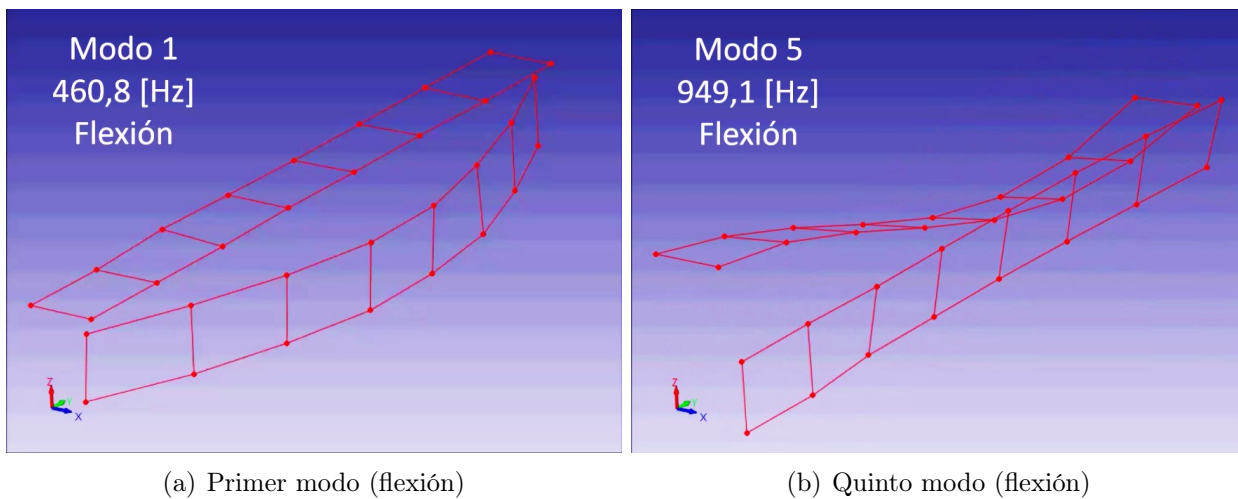 Modo 1
460,8 [Hz]
Flexión
Z
Y
X
Modo 5
949,1 [Hz]
Flexión
Z
Y
X
(a) Primer modo (flexión)
(b) Quinto modo (flexión)